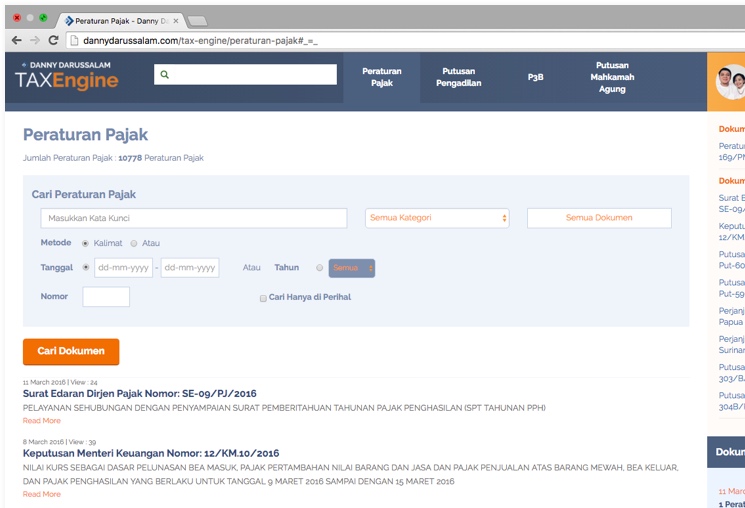 Peraturan Pajak - Danny Da
dannydarussalam.com/tax-engine/peraturan-pajak#_=_
DANNY DARUSSALAM
TAXEngine
Peraturan
Pajak
Putusan
Pengadilan
P3B
Putusan
Mahkamah
Agung
Peraturan Pajak
Jumlah Peraturan Pajak : 10778 Peraturan Pajak
Cari Peraturan Pajak
Masukkan Kata Kunci
Semua Kategori
Semua Dokumen
Metode Kalimat Atau
Tanggal dd-mm-yyyy - dd-mm-yyyy Atau Tahun Semua
Nomor Cari Hanya di Perihal
Cari Dokumen
11 March 2016 | View : 24
Surat Edaran Dirjen Pajak Nomor: SE-09/PJ/2016
PELAYANAN SEHUBUNGAN DENGAN PENYAMPAIAN SURAT PEMBERITAHUAN TAHUNAN PAJAK PENGHASILAN (SPT TAHUNAN PPH)
Read More
8 March 2016 | View : 39
Keputusan Menteri Keuangan Nomor: 12/KM.10/2016
NILAI KURS SEBAGAI DASAR PELUNASAN BEA MASUK, PAJAK PERTAMBAHAN NILAI BARANG DAN JASA DAN PAJAK PENJUALAN ATAS BARANG MEWAH, BEA KELUAR,
DAN PAJAK PENGHASILAN YANG BERLAKU UNTUK TANGGAL 9 MARET 2016 SAMPAI DENGAN 15 MARET 2016
Read More
Dokum
Peratu
169/PM
Dokum
Surat E
SE-09/
Keputu
12/KM
Putusa
Put-60
Putusa
Put-59
Perjanj
Papua
Perjanj
Surinar
Putusa
303/B/
Putusa
304B/
Dokum
11 Marc
1 Perat